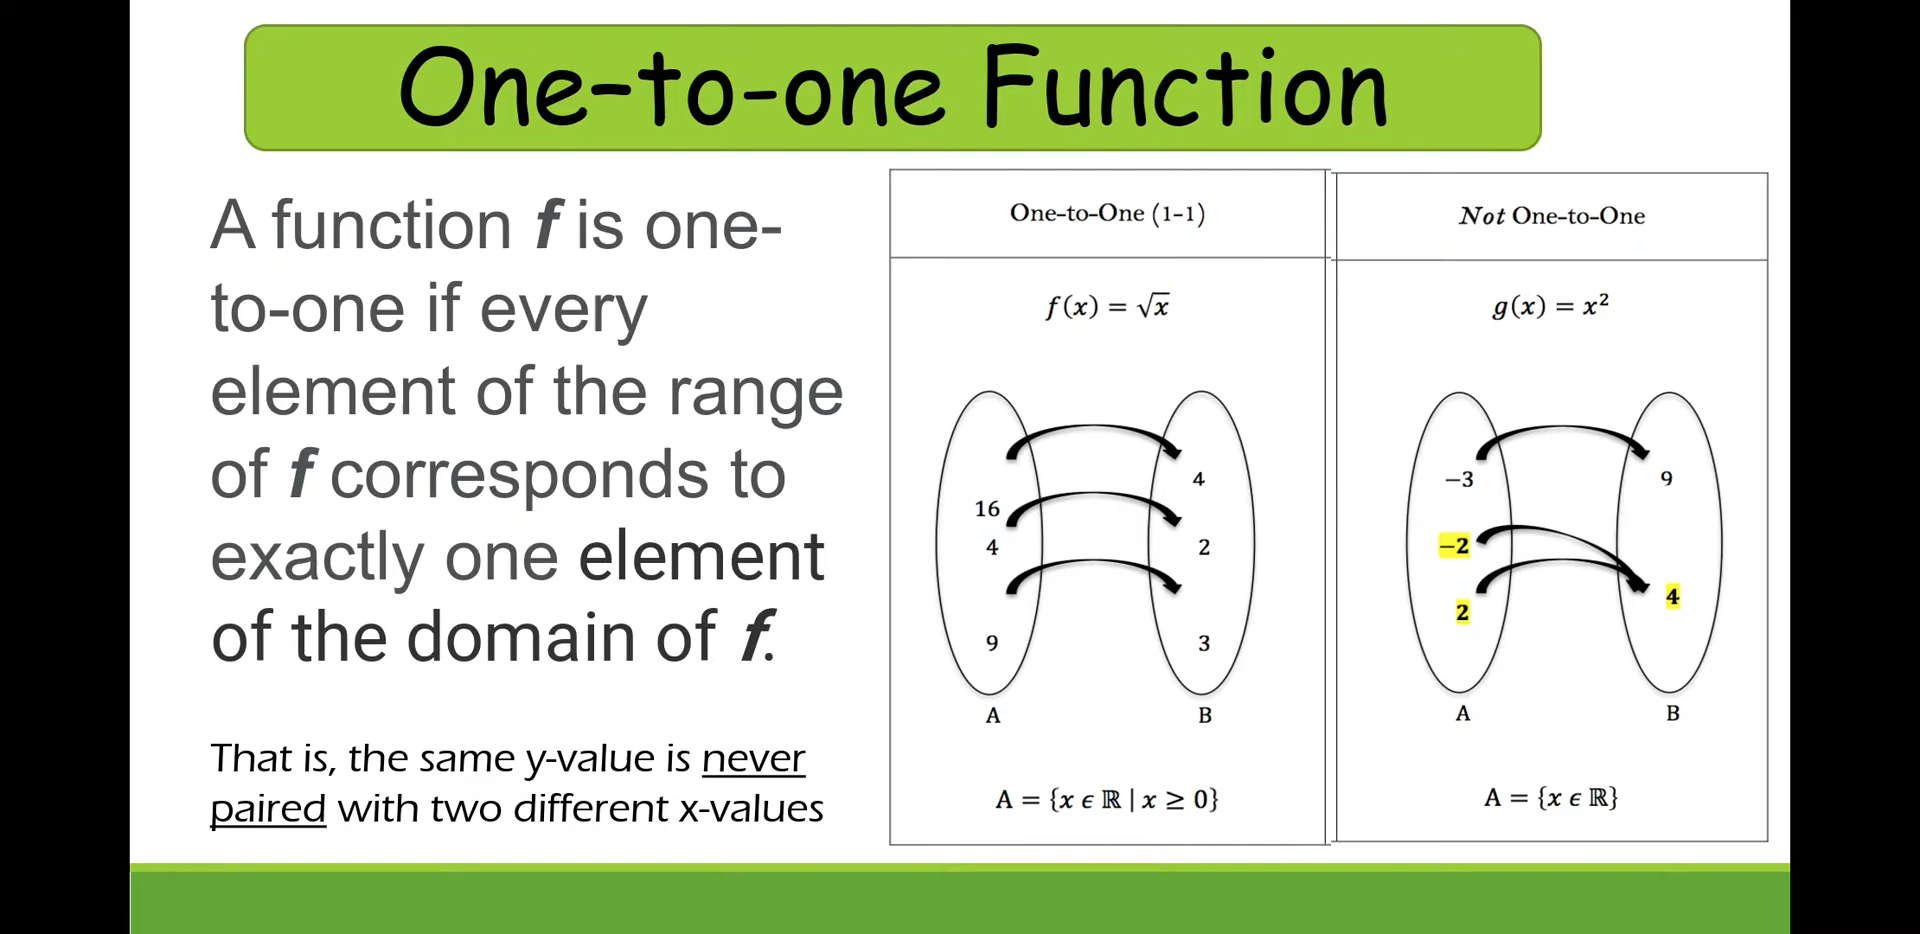 One-to-one Function
A function f is one-
to-one if every
element of the range
of f corresponds to
exactly one element
of the domain of f.
That is, the same y-value is never
paired with two different x-values
One-to-One (1-1)
f(x) = √x
16
4
9
A
4
2
3
B
A = {x ϵ ℝ | x ≥ 0}
Not One-to-One
g(x) = x²
−3
−2
2
A
9
4
B
A = {x ϵ ℝ}